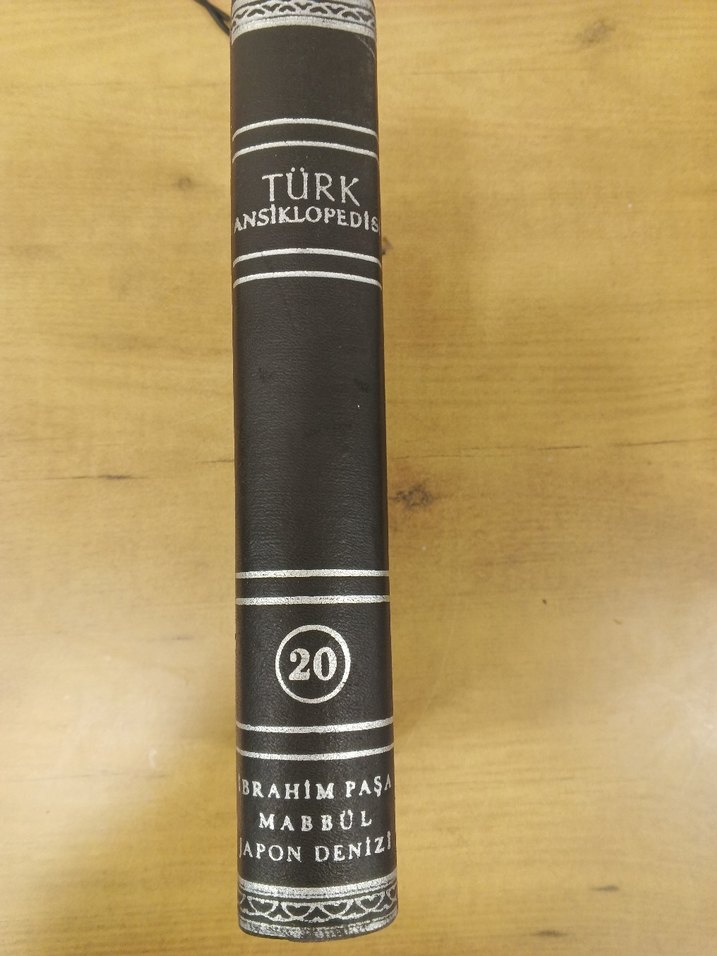 TÜRK
ANSİKLOPEDİS
20
İBRAHİM PAŞA
MABBÜL
JAPON DENİZİ